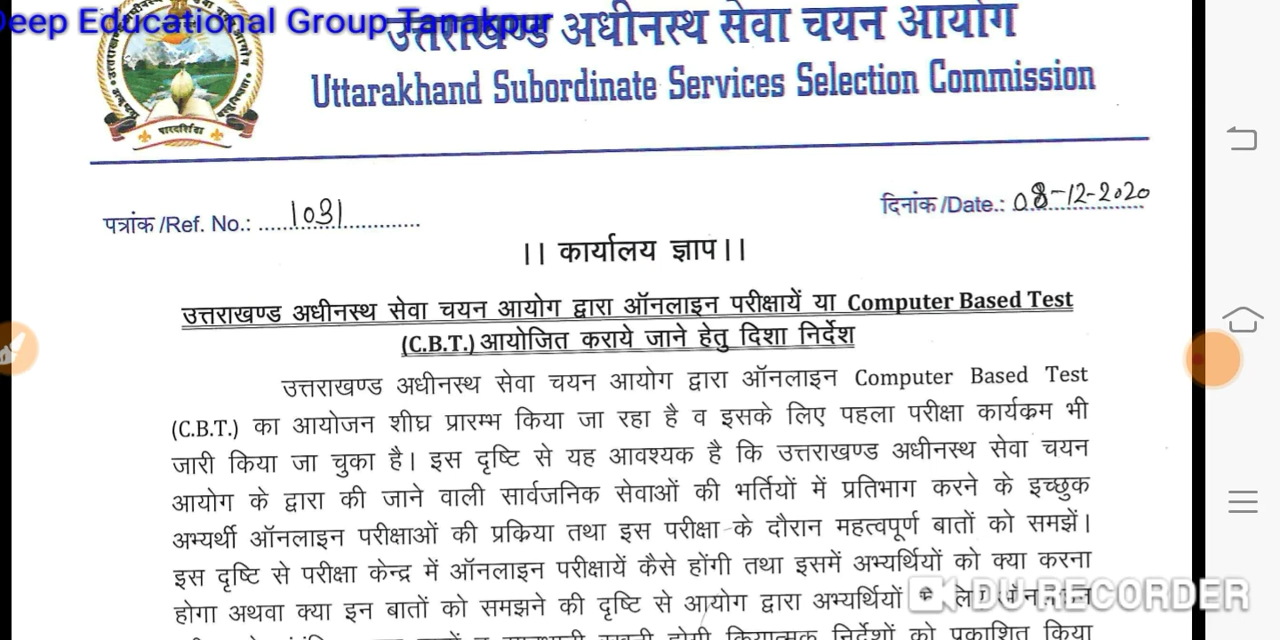 Deep Educational Group Tanakpur
उत्तराखण्ड अधीनस्थ सेवा चयन आयोग
Uttarakhand Subordinate Services Selection Commission
पारदर्शिता
पत्रांक /Ref. No.: ....1031....
दिनांक /Date.: 08-12-2020
।। कार्यालय ज्ञाप।।
उत्तराखण्ड अधीनस्थ सेवा चयन आयोग द्वारा ऑनलाइन परीक्षायें या Computer Based Test
(C.B.T.) आयोजित कराये जाने हेतु दिशा निर्देश
उत्तराखण्ड अधीनस्थ सेवा चयन आयोग द्वारा ऑनलाइन Computer Based Test
(C.B.T.) का आयोजन शीघ्र प्रारम्भ किया जा रहा है व इसके लिए पहला परीक्षा कार्यक्रम भी
जारी किया जा चुका है। इस दृष्टि से यह आवश्यक है कि उत्तराखण्ड अधीनस्थ सेवा चयन
आयोग के द्वारा की जाने वाली सार्वजनिक सेवाओं की भर्तियों में प्रतिभाग करने के इच्छुक
अभ्यर्थी ऑनलाइन परीक्षाओं की प्रकिया तथा इस परीक्षा के दौरान महत्वपूर्ण बातों को समझें।
इस दृष्टि से परीक्षा केन्द्र में ऑनलाइन परीक्षायें कैसे होंगी तथा इसमें अभ्यर्थियों को क्या करना
होगा अथवा क्या इन बातों को समझने की दृष्टि से आयोग द्वारा अभ्यर्थियों के लिए ऑनलाइन
DU RECORDER
होगी कियात्मक निर्देशों को प्रकाशित किया